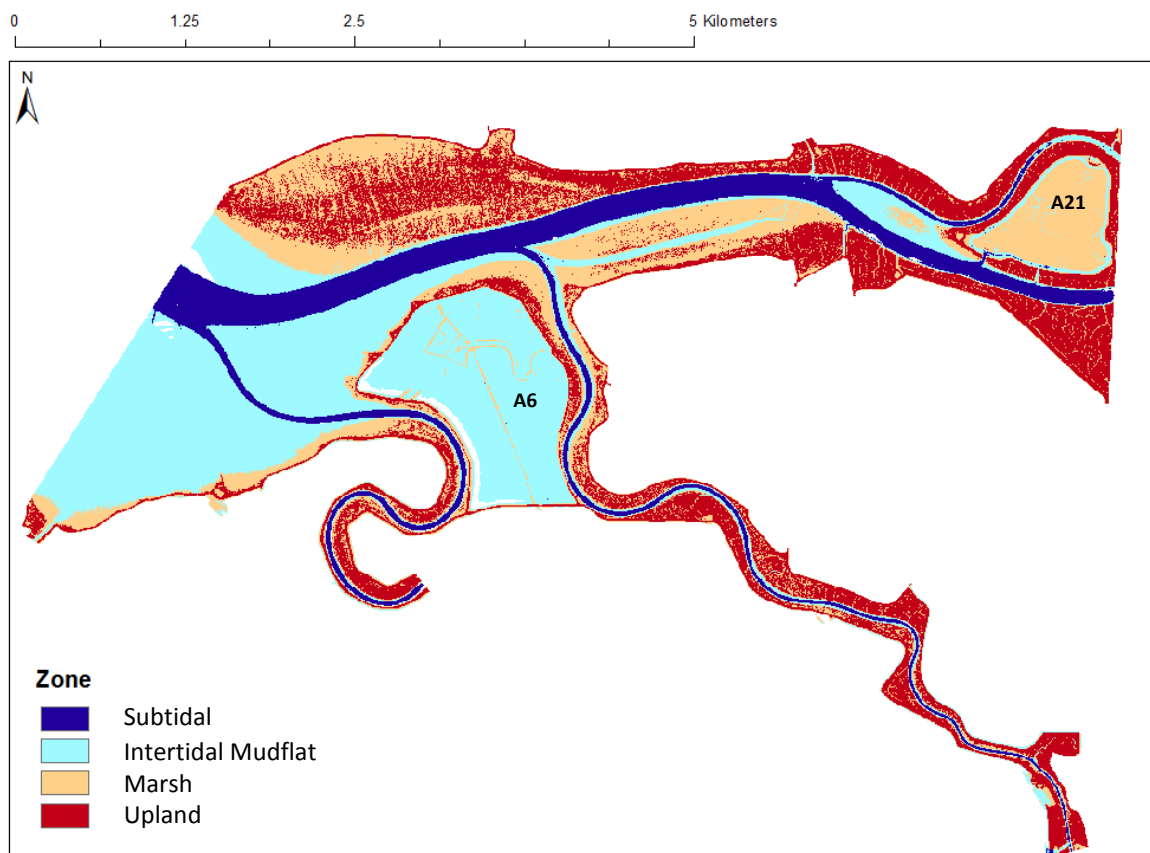 0 1.25 2.5 5 Kilometers
N
A21
A6
Zone
Subtidal
Intertidal Mudflat
Marsh
Upland